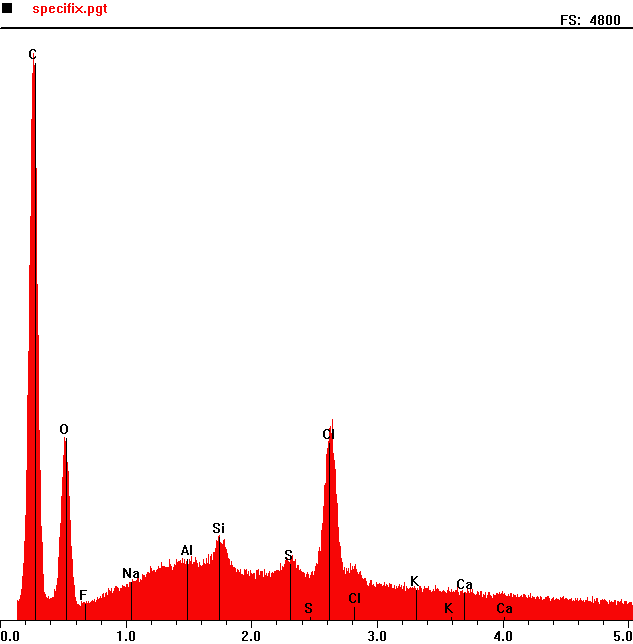 specifix.pgt
FS: 4800
C
O
Cl
Si
Al
S
Na
K
Ca
F
Cl
S
K
Ca
0.0 1.0 2.0 3.0 4.0 5.0